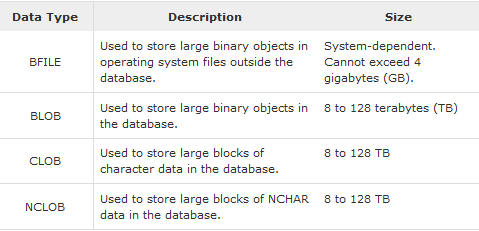 Data Type Description Size
BFILE
Used to store large binary objects in
operating system files outside the
database.
System-dependent.
Cannot exceed 4
gigabytes (GB).
BLOB
Used to store large binary objects in
the database.
8 to 128 terabytes (TB)
CLOB
Used to store large blocks of
character data in the database.
8 to 128 TB
NCLOB
Used to store large blocks of NCHAR
data in the database.
8 to 128 TB